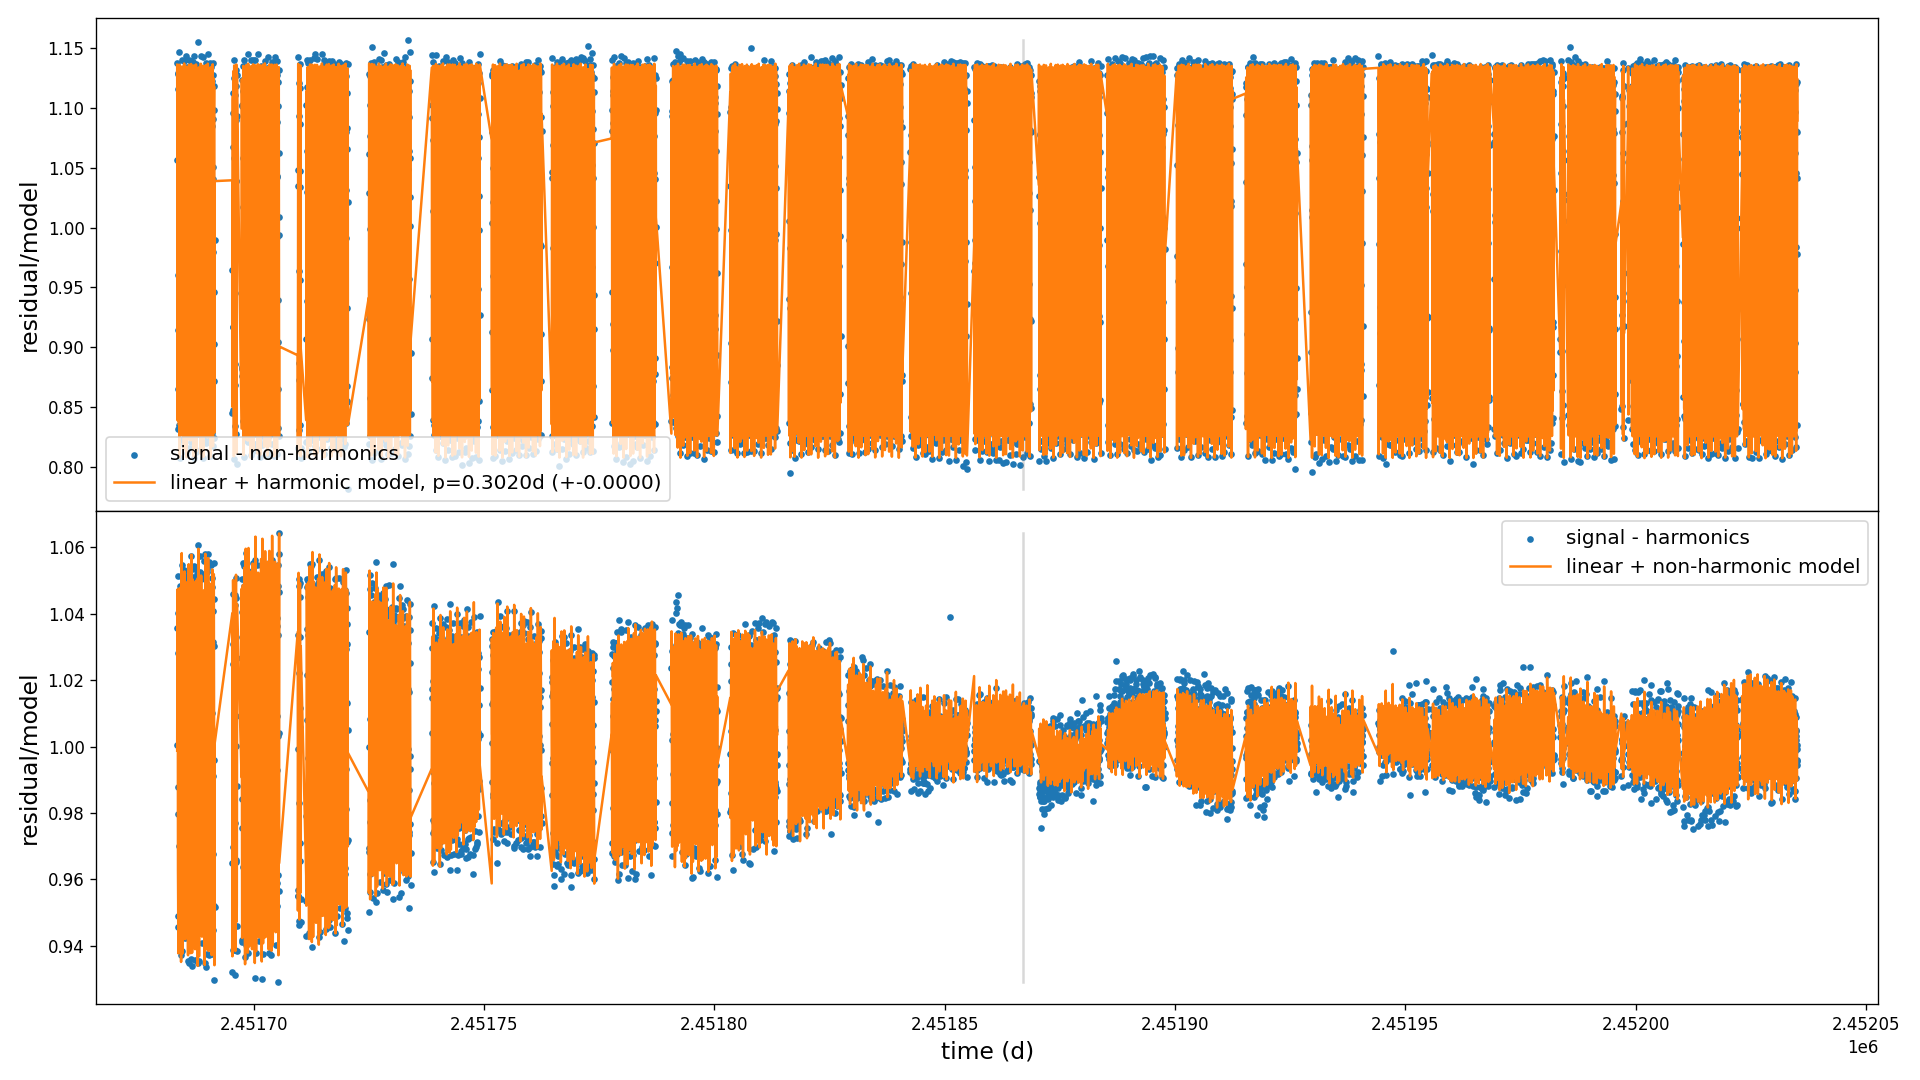 residual/model
1.15
1.10
1.05
1.00
0.95
0.90
0.85
0.80
signal - non-harmonics
linear + harmonic model, p=0.3020d (+-0.0000)
residual/model
1.06
1.04
1.02
1.00
0.98
0.96
0.94
signal - harmonics
linear + non-harmonic model
2.45170
2.45175
2.45180
2.45185
2.45190
2.45195
2.45200
2.45205
time (d)
1e6